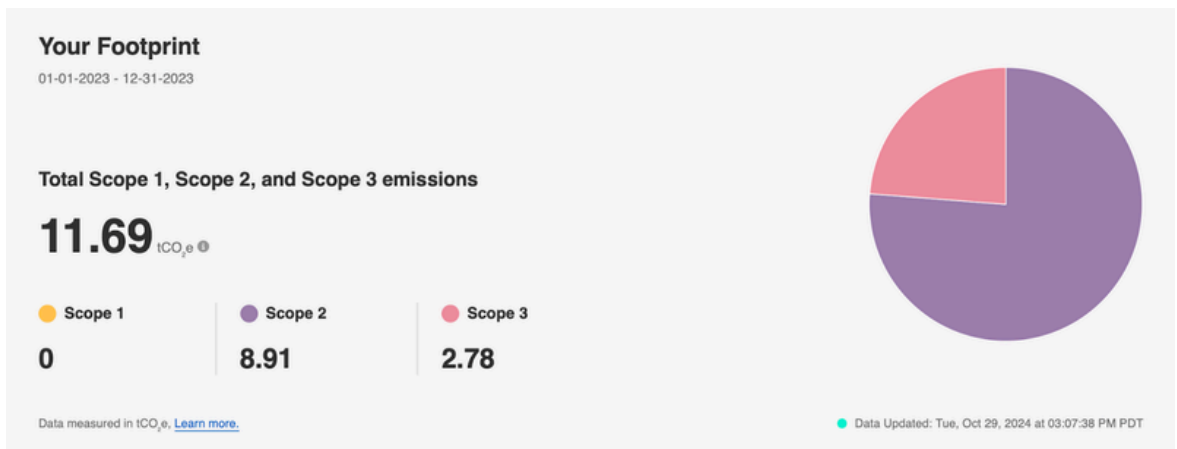 Your Footprint
01-01-2023 - 12-31-2023
Total Scope 1, Scope 2, and Scope 3 emissions
11.69 tCO₂e
Scope 1
Scope 2
Scope 3
0
8.91
2.78
Data measured in tCO₂e, Learn more.
Data Updated: Tue, Oct 29, 2024 at 03:07:38 PM PDT